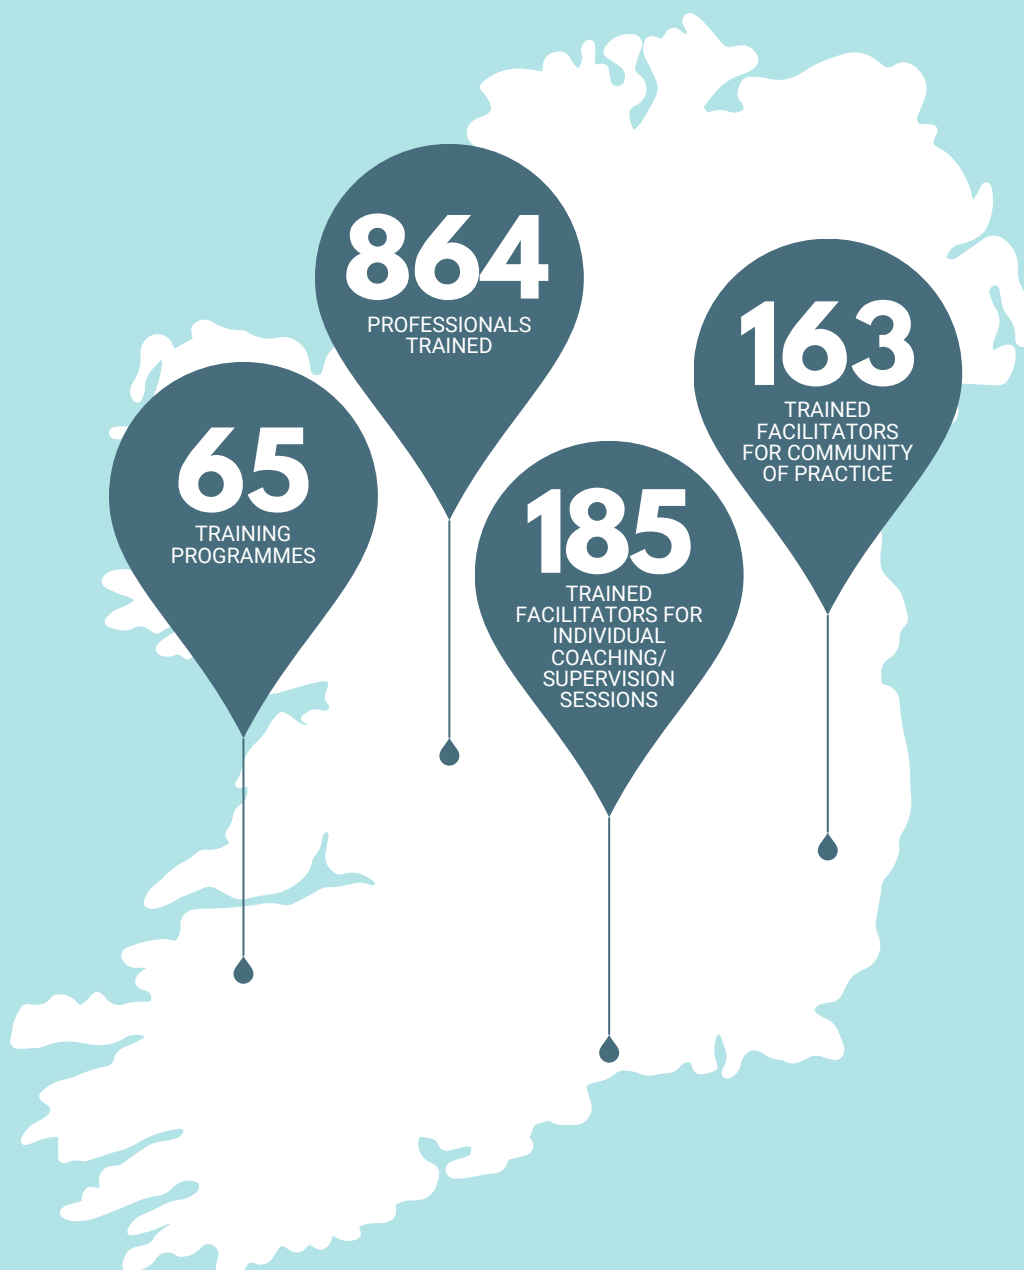 864
PROFESSIONALS
TRAINED
163
TRAINED
FACILITATORS
FOR COMMUNITY
OF PRACTICE
65
TRAINING
PROGRAMMES
185
TRAINED
FACILITATORS FOR
INDIVIDUAL
COACHING/
SUPERVISION
SESSIONS